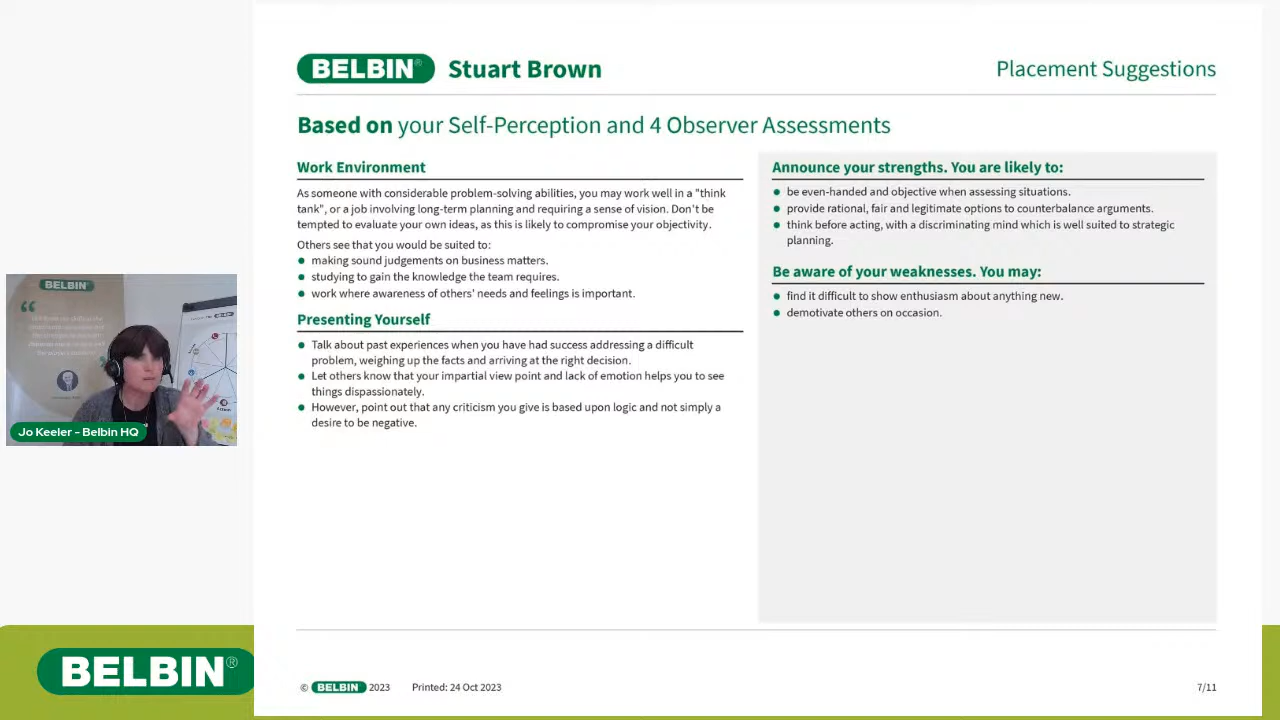 BELBIN® Stuart Brown
Placement Suggestions
Based on your Self-Perception and 4 Observer Assessments
Work Environment
As someone with considerable problem-solving abilities, you may work well in a "think
tank", or a job involving long-term planning and requiring a sense of vision. Don't be
tempted to evaluate your own ideas, as this is likely to compromise your objectivity.
Others see that you would be suited to:
making sound judgements on business matters.
studying to gain the knowledge the team requires.
work where awareness of others' needs and feelings is important.
Presenting Yourself
Talk about past experiences when you have had success addressing a difficult
problem, weighing up the facts and arriving at the right decision.
Let others know that your impartial view point and lack of emotion helps you to see
things dispassionately.
However, point out that any criticism you give is based upon logic and not simply a
desire to be negative.
Announce your strengths. You are likely to:
be even-handed and objective when assessing situations.
provide rational, fair and legitimate options to counterbalance arguments.
think before acting, with a discriminating mind which is well suited to strategic
planning.
Be aware of your weaknesses. You may:
find it difficult to show enthusiasm about anything new.
demotivate others on occasion.
BELBIN
Jo Keeler - Belbin HQ
BELBIN®
© BELBIN 2023
Printed: 24 Oct 2023
7/11